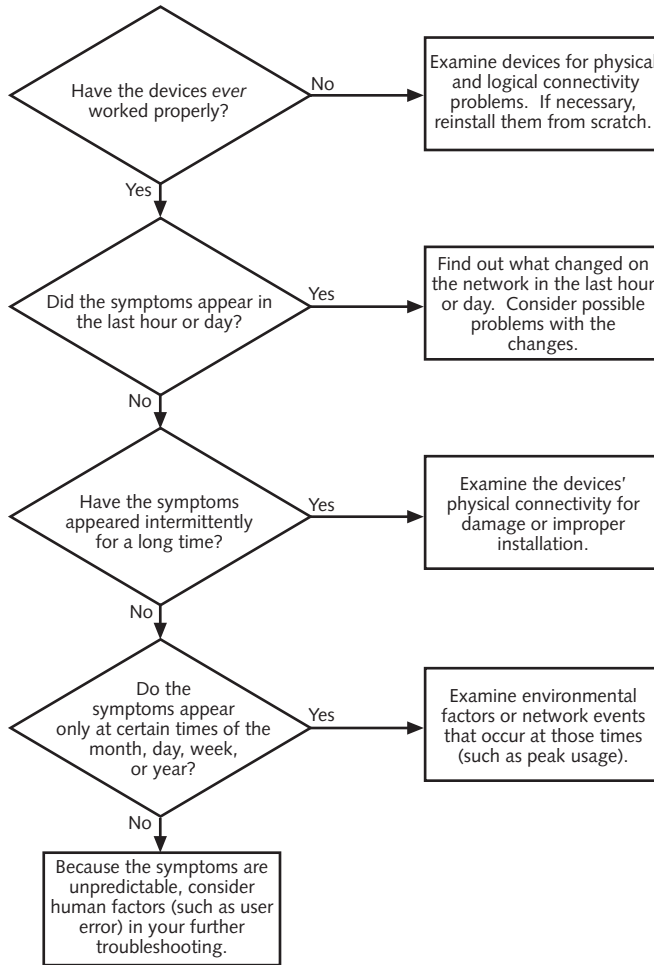 Have the devices ever
worked properly?
No
Examine devices for physical
and logical connectivity
problems. If necessary,
reinstall them from scratch.
Yes
Did the symptoms appear in
the last hour or day?
Yes
Find out what changed on
the network in the last hour
or day. Consider possible
problems with the
changes.
No
Have the symptoms
appeared intermittently
for a long time?
Yes
Examine the devices'
physical connectivity for
damage or improper
installation.
No
Do the
symptoms appear
only at certain times of the
month, day, week,
or year?
Yes
Examine environmental
factors or network events
that occur at those times
(such as peak usage).
No
Because the symptoms are
unpredictable, consider
human factors (such as user
error) in your further
troubleshooting.